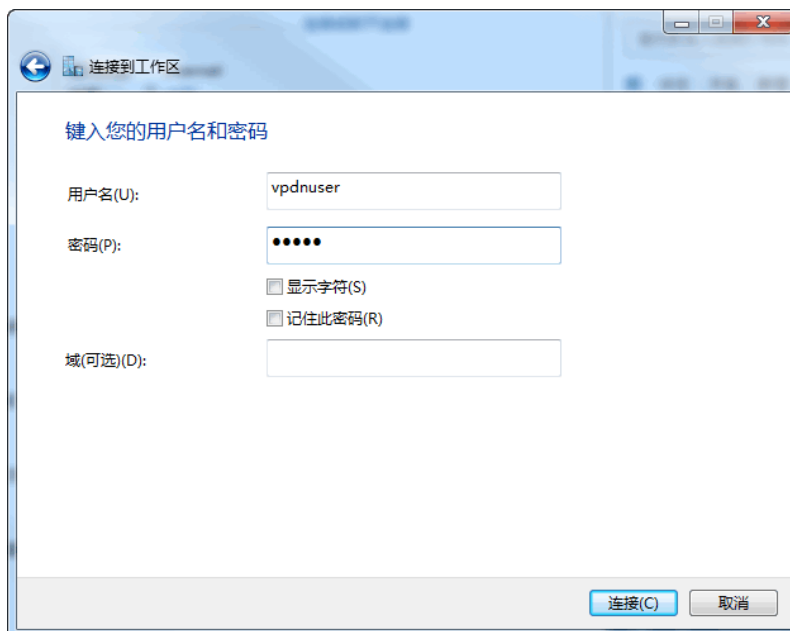 连接到工作区
键入您的用户名和密码
用户名(U): vpdnuser
密码(P): •••••
显示字符(S)
记住此密码(R)
域(可选)(D):
连接(C) 取消